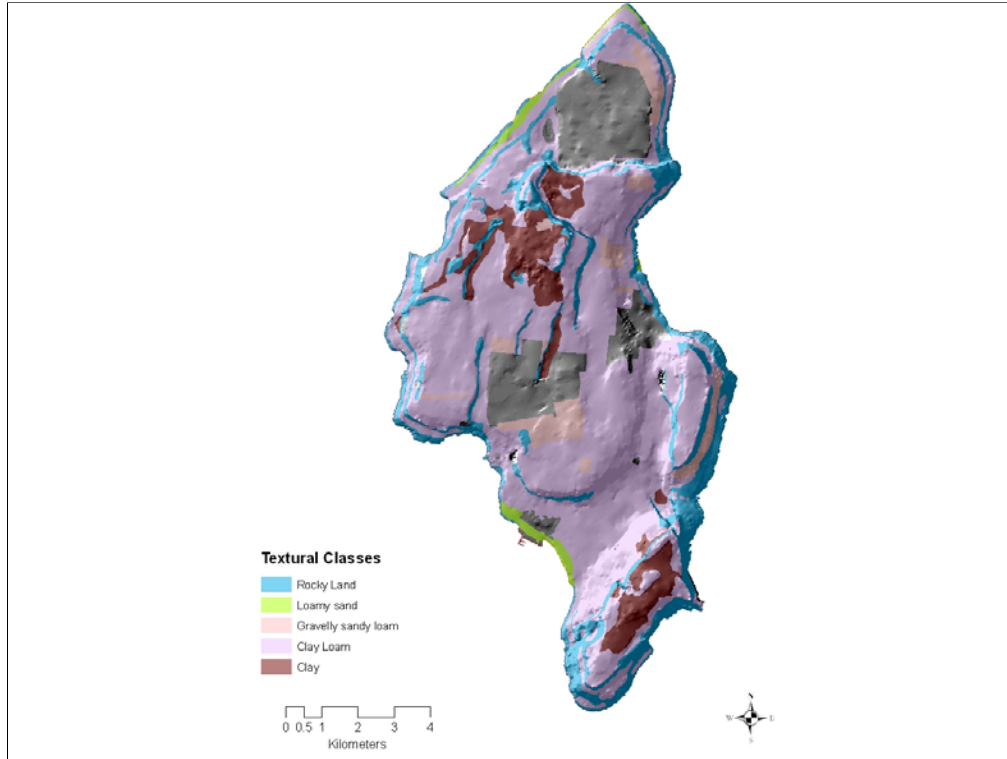 Textural Classes
Rocky Land
Loamy sand
Gravelly sandy loam
Clay Loam
Clay
0 0.5 1 2 3 4
Kilometers
N
W E
S